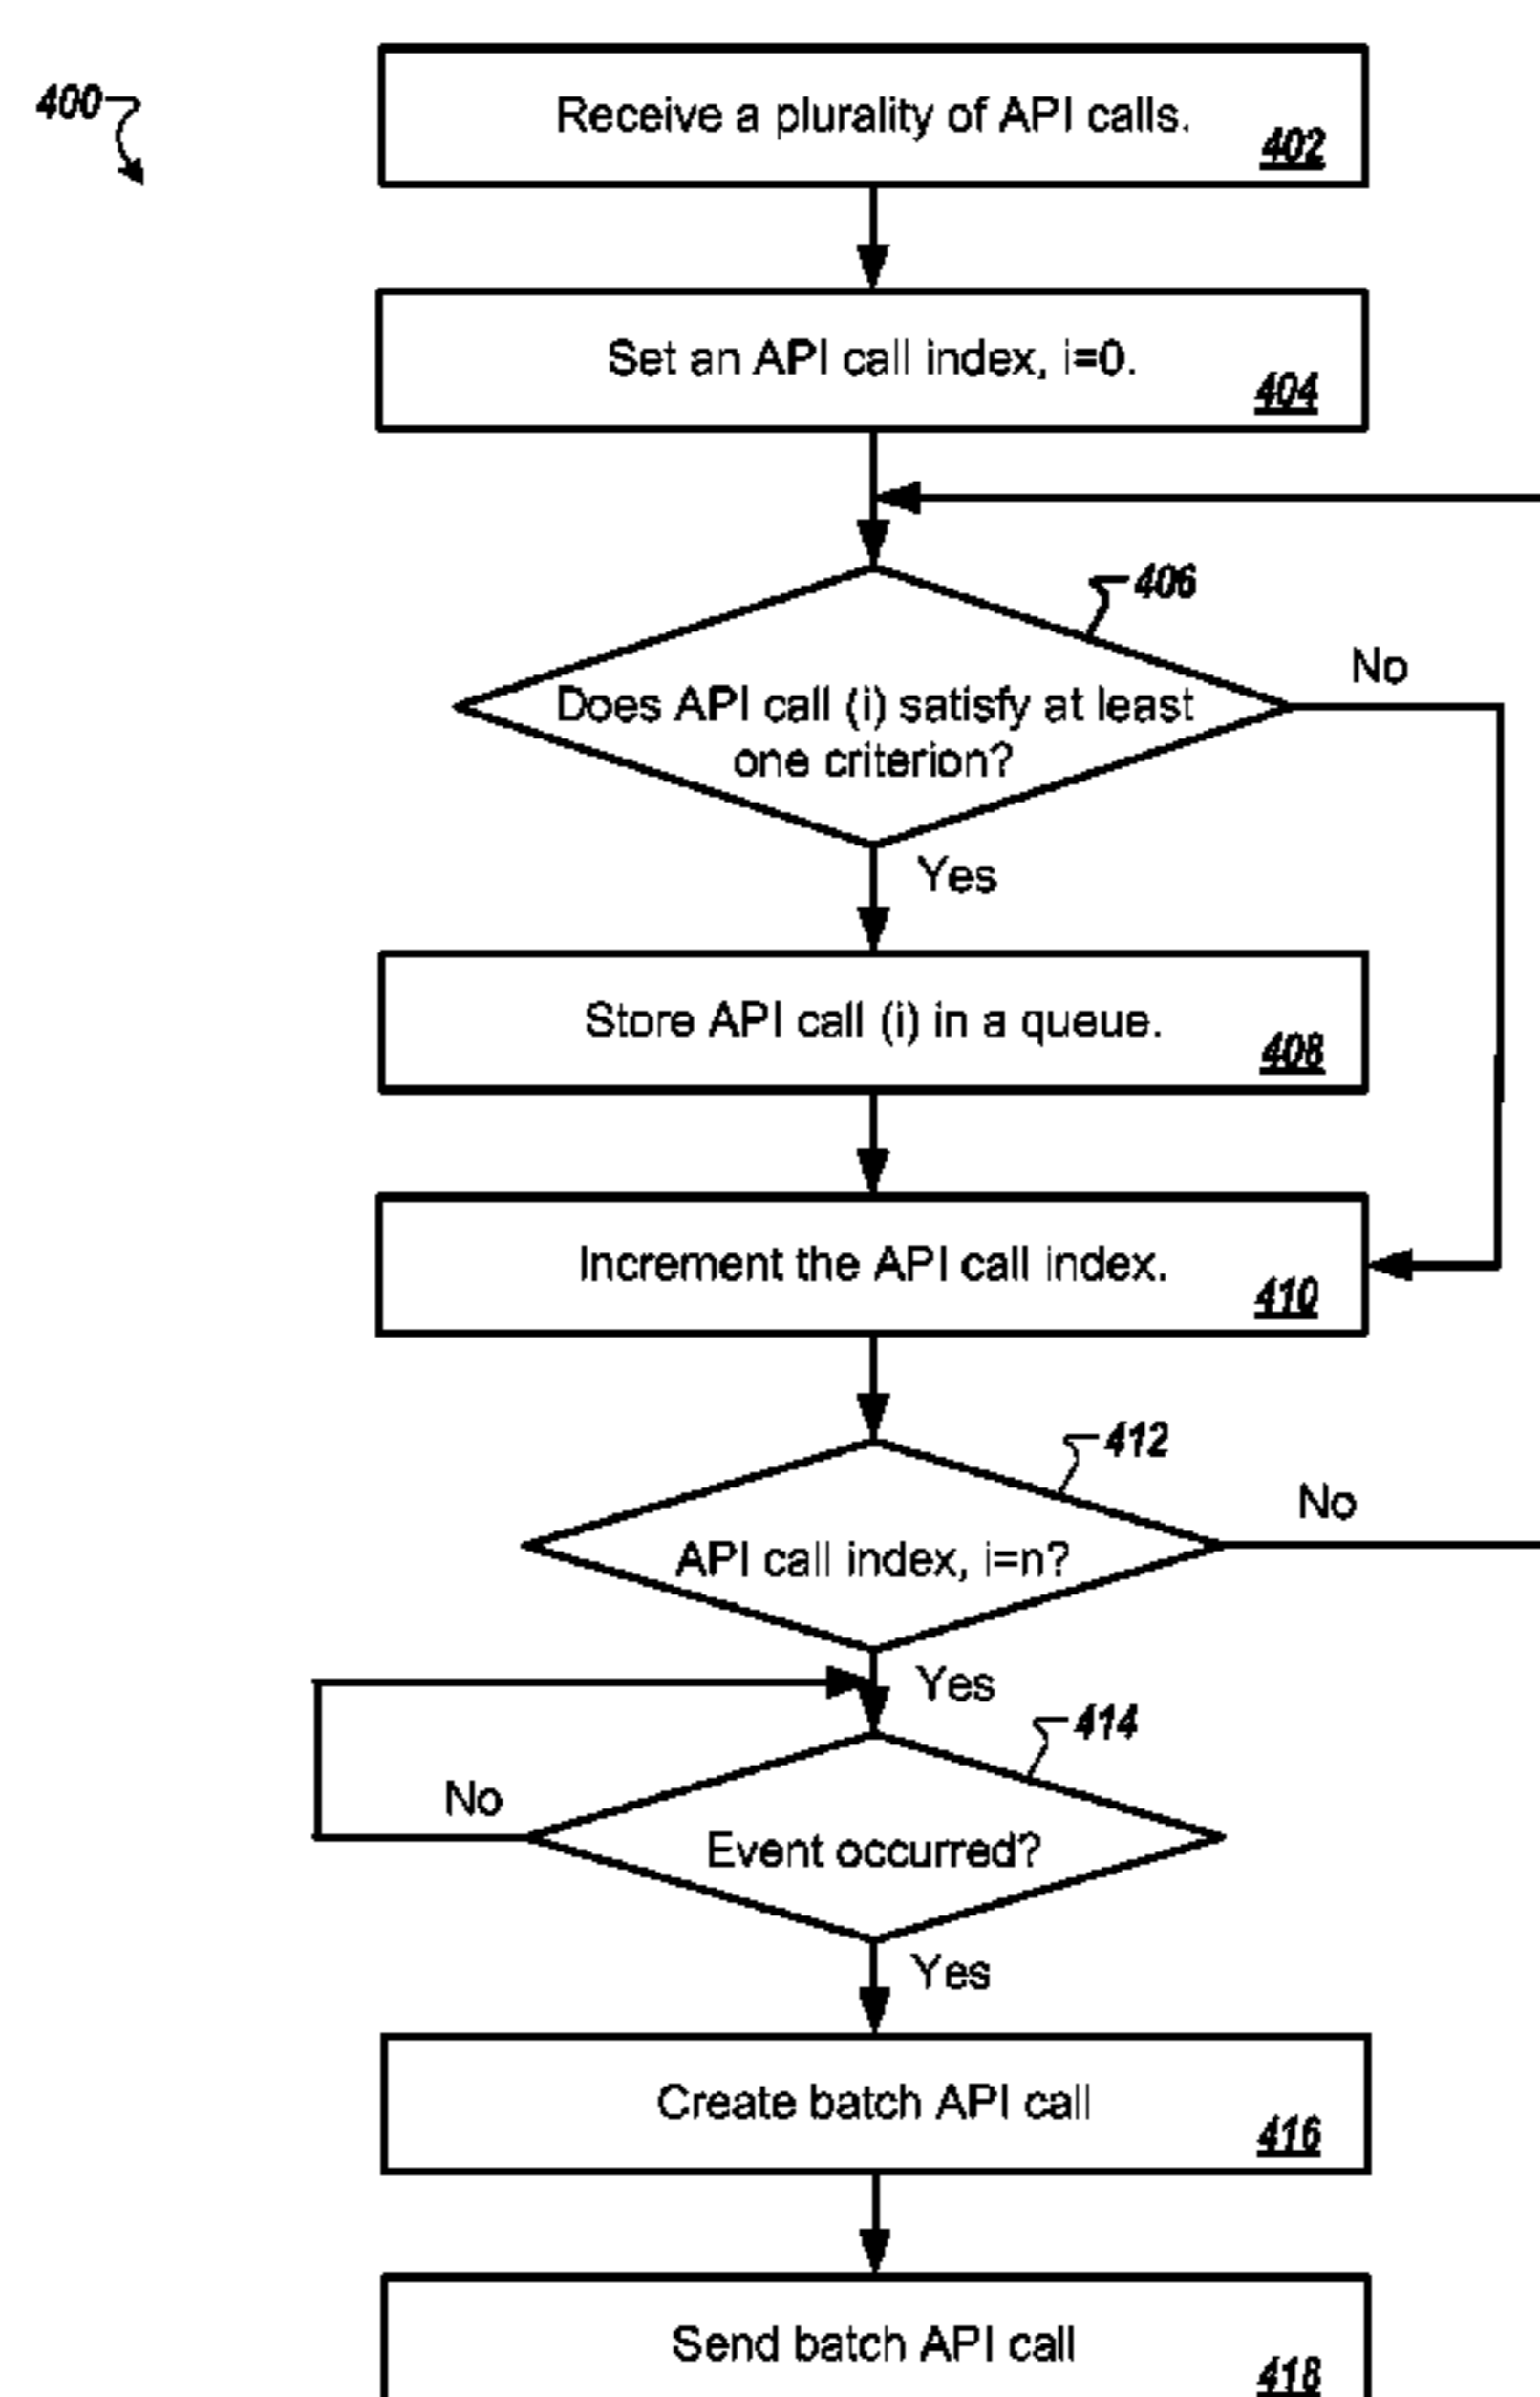 400
Receive a plurality of API calls.
402
Set an API call index, i=0.
404
406
No
Does API call (i) satisfy at least
one criterion?
Yes
Store API call (i) in a queue.
408
Increment the API call index.
410
412
No
API call index, i=n?
Yes
414
No
Event occurred?
Yes
Create batch API call
416
Send batch API call
418